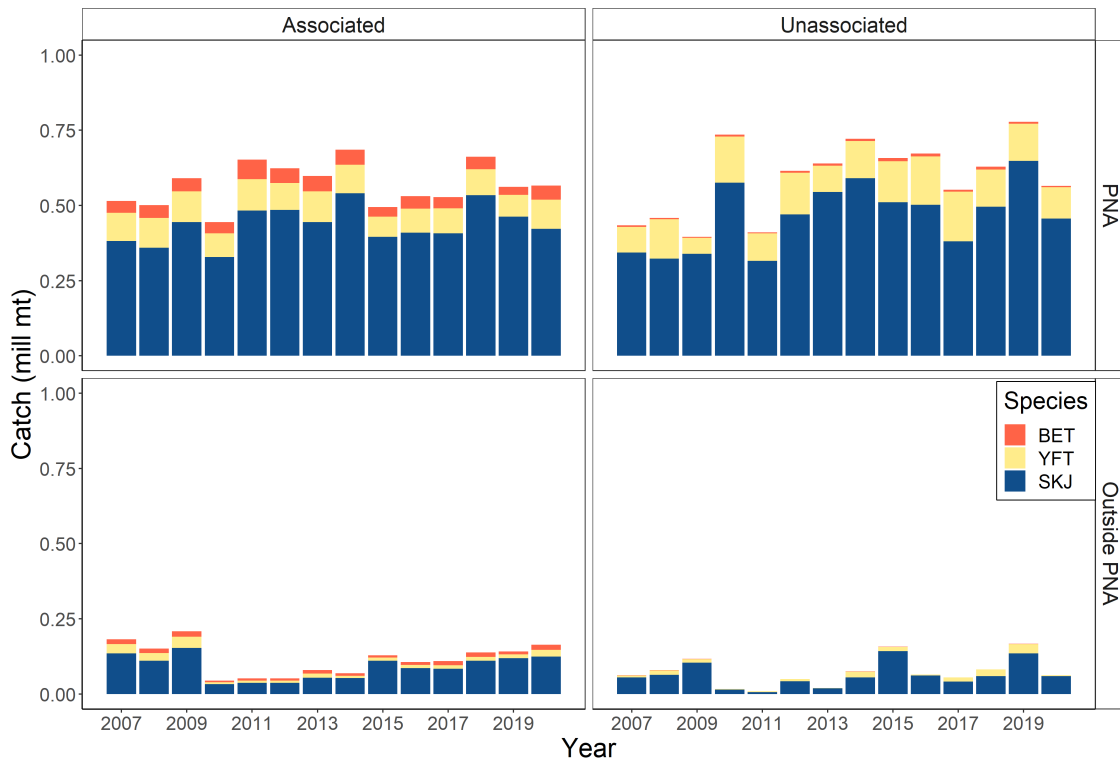 Associated
Unassociated
1.00
0.75
0.50
0.25
0.00
PNA
1.00
0.75
0.50
0.25
0.00
Outside PNA
Catch (mill mt)
Species
BET
YFT
SKJ
2007 2009 2011 2013 2015 2017 2019
2007 2009 2011 2013 2015 2017 2019
Year